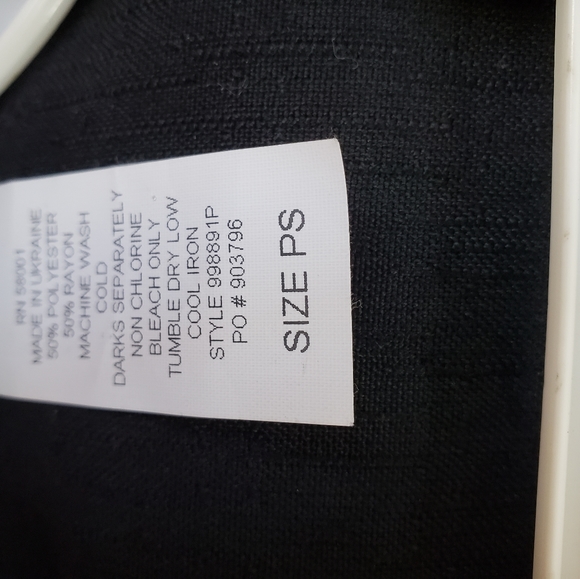 RN 58001
MADE IN UKRAINE
50% POLYESTER
50% RAYON
MACHINE WASH
COLD
DARKS SEPARATELY
NON CHLORINE
BLEACH ONLY
TUMBLE DRY LOW
COOL IRON
STYLE 998891P
PO # 903796
SIZE PS